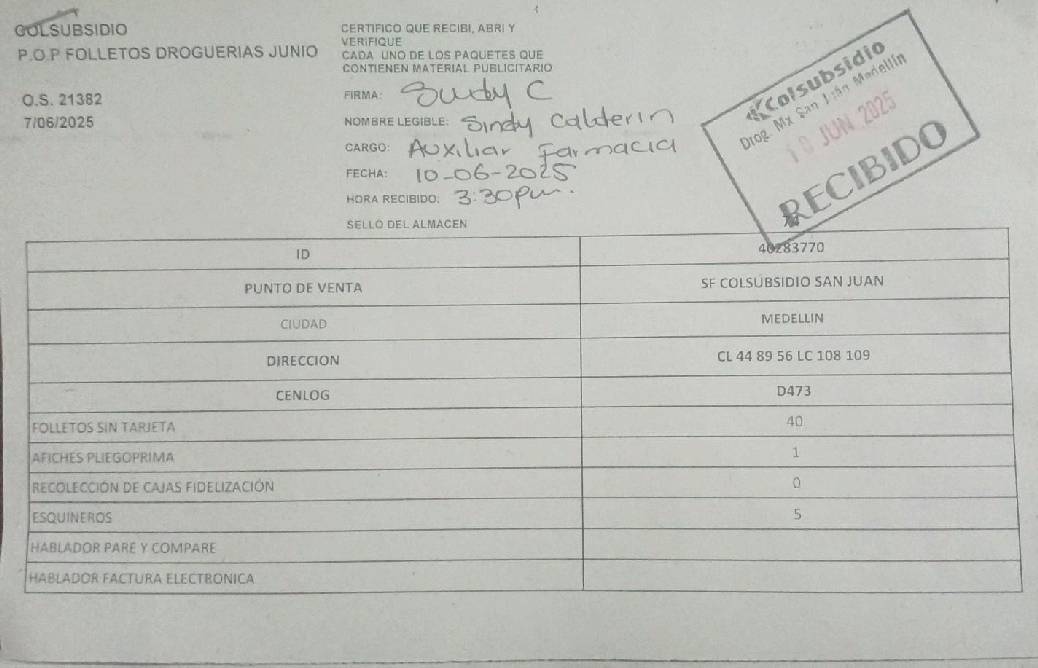 COLSUBSIDIO
P.O.P FOLLETOS DROGUERIAS JUNIO
O.S. 21382
7/06/2025
CERTIFICO QUE RECIBI, ABRI Y
VERIFIQUE
CADA UNO DE LOS PAQUETES QUE
CONTIENEN MATERIAL PUBLICITARIO
FIRMA: Sindy C
NOMBRE LEGIBLE: Sindy Calderin
CARGO: Auxiliar Farmacia
FECHA: 10-06-2025
HORA RECIBIDO: 3:30pm.
SELLO DEL ALMACEN
Colsubsidio
Drog. Mx San Juan Medellín
10 JUN 2025
RECIBIDO
ID 40283770
PUNTO DE VENTA SF COLSUBSIDIO SAN JUAN
CIUDAD MEDELLIN
DIRECCION CL 44 89 56 LC 108 109
CENLOG D473
FOLLETOS SIN TARJETA 40
AFICHES PLIEGOPRIMA 1
RECOLECCIÓN DE CAJAS FIDELIZACIÓN 0
ESQUINEROS 5
HABLADOR PARE Y COMPARE
HABLADOR FACTURA ELECTRONICA